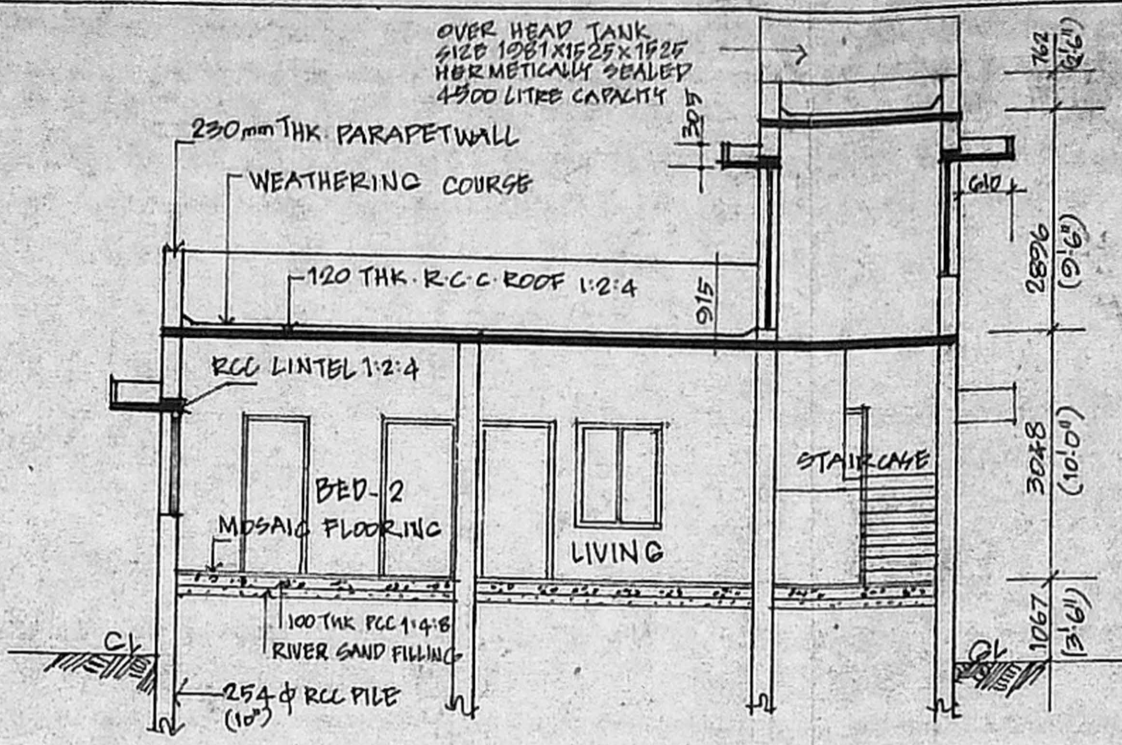 OVER HEAD TANK
SIZE 1981X1525X1525
HERMETICALLY SEALED
4500 LITRE CAPACITY
762
(2'6")
305
230mm THK. PARAPET WALL
WEATHERING COURSE
610
2896
(9'6")
120 THK. R.C.C. ROOF 1:2:4
915
RCC LINTEL 1:2:4
3048
(10'0")
STAIRCASE
BED-2
MOSAIC FLOORING
LIVING
100 THK PCC 1:4:8
RIVER SAND FILLING
1067
(3'6")
GL
GL
254 φ RCC PILE
(10")